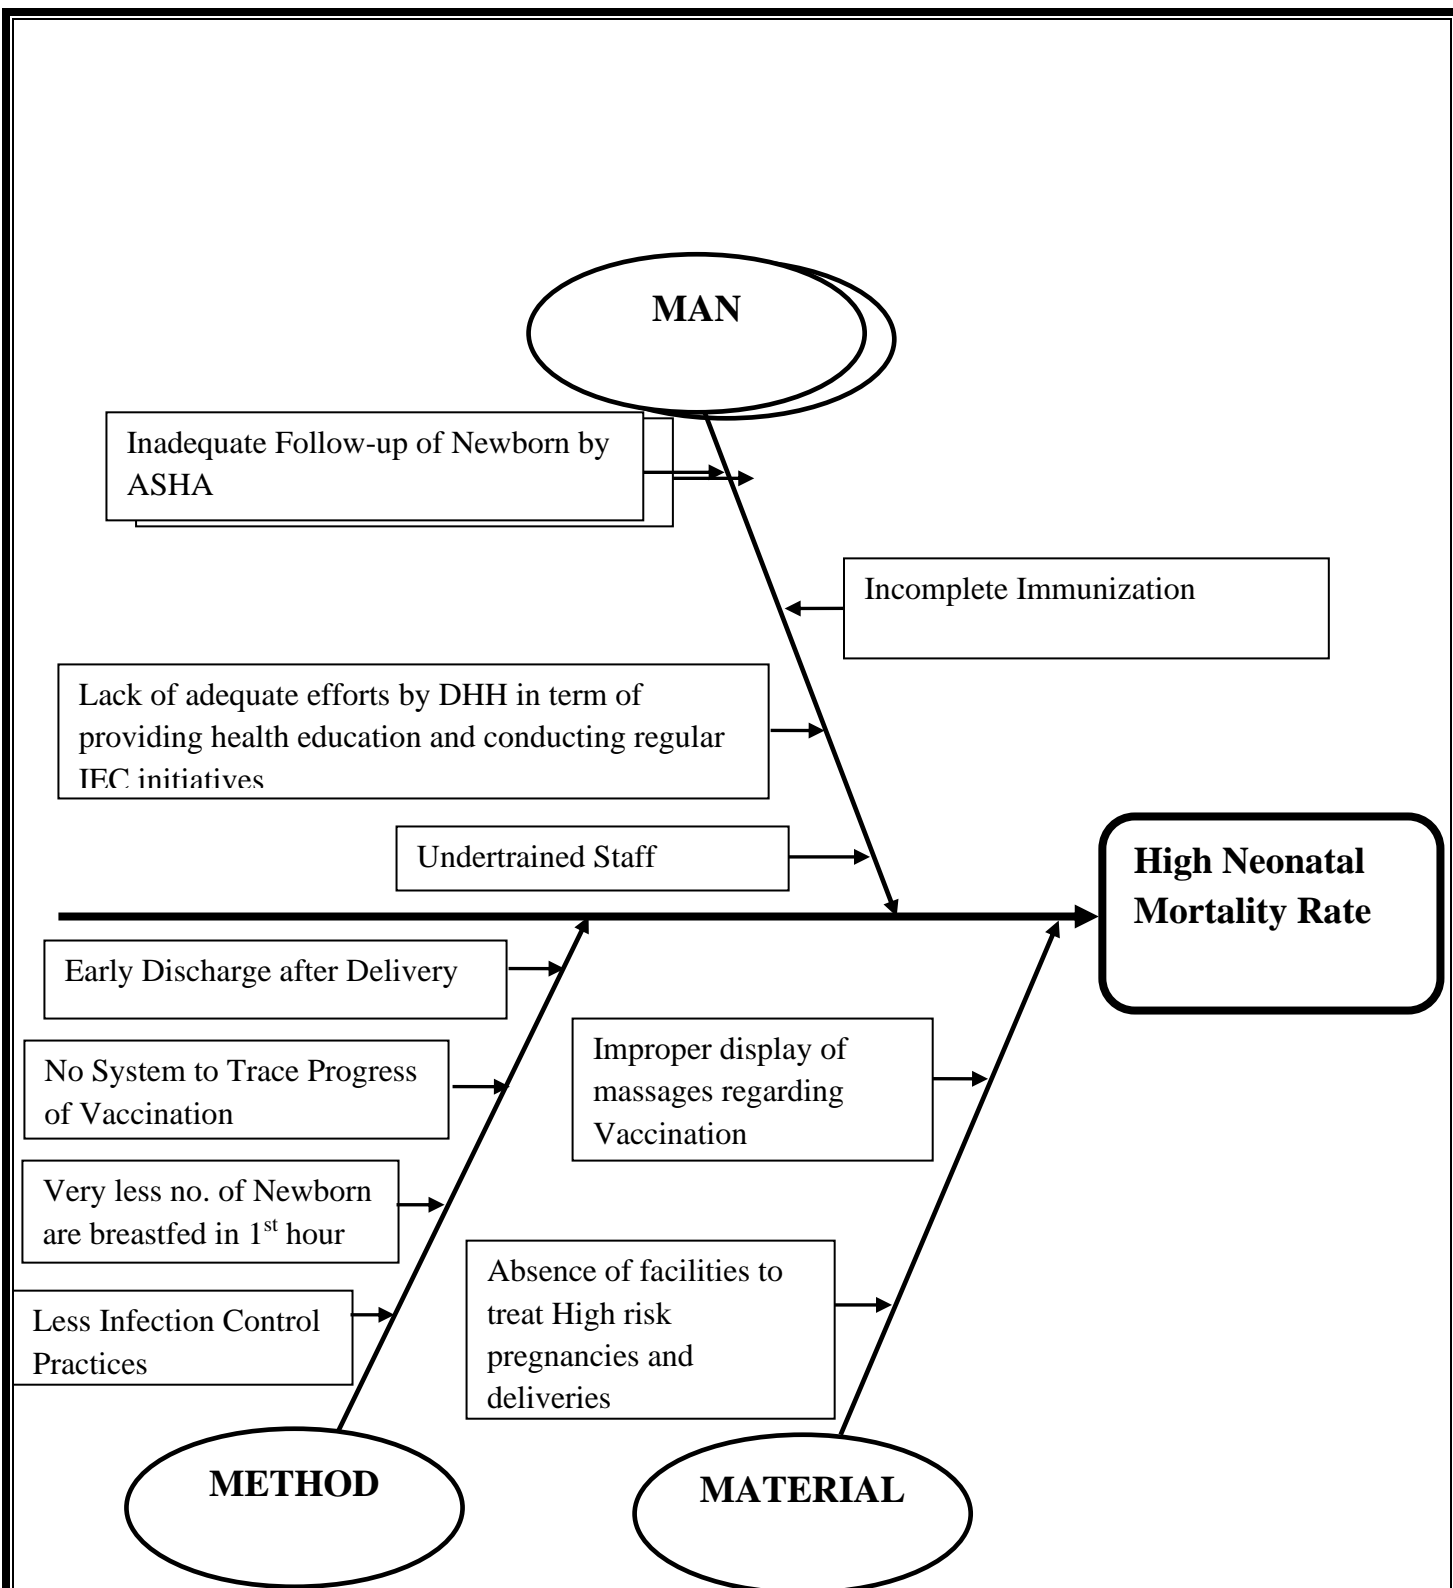 MAN
Inadequate Follow-up of Newborn by
ASHA
Incomplete Immunization
Lack of adequate efforts by DHH in term of
providing health education and conducting regular
IEC initiatives
Undertrained Staff
High Neonatal
Mortality Rate
Early Discharge after Delivery
No System to Trace Progress
of Vaccination
Improper display of
massages regarding
Vaccination
Very less no. of Newborn
are breastfed in 1st hour
Absence of facilities to
treat High risk
pregnancies and
deliveries
Less Infection Control
Practices
METHOD
MATERIAL